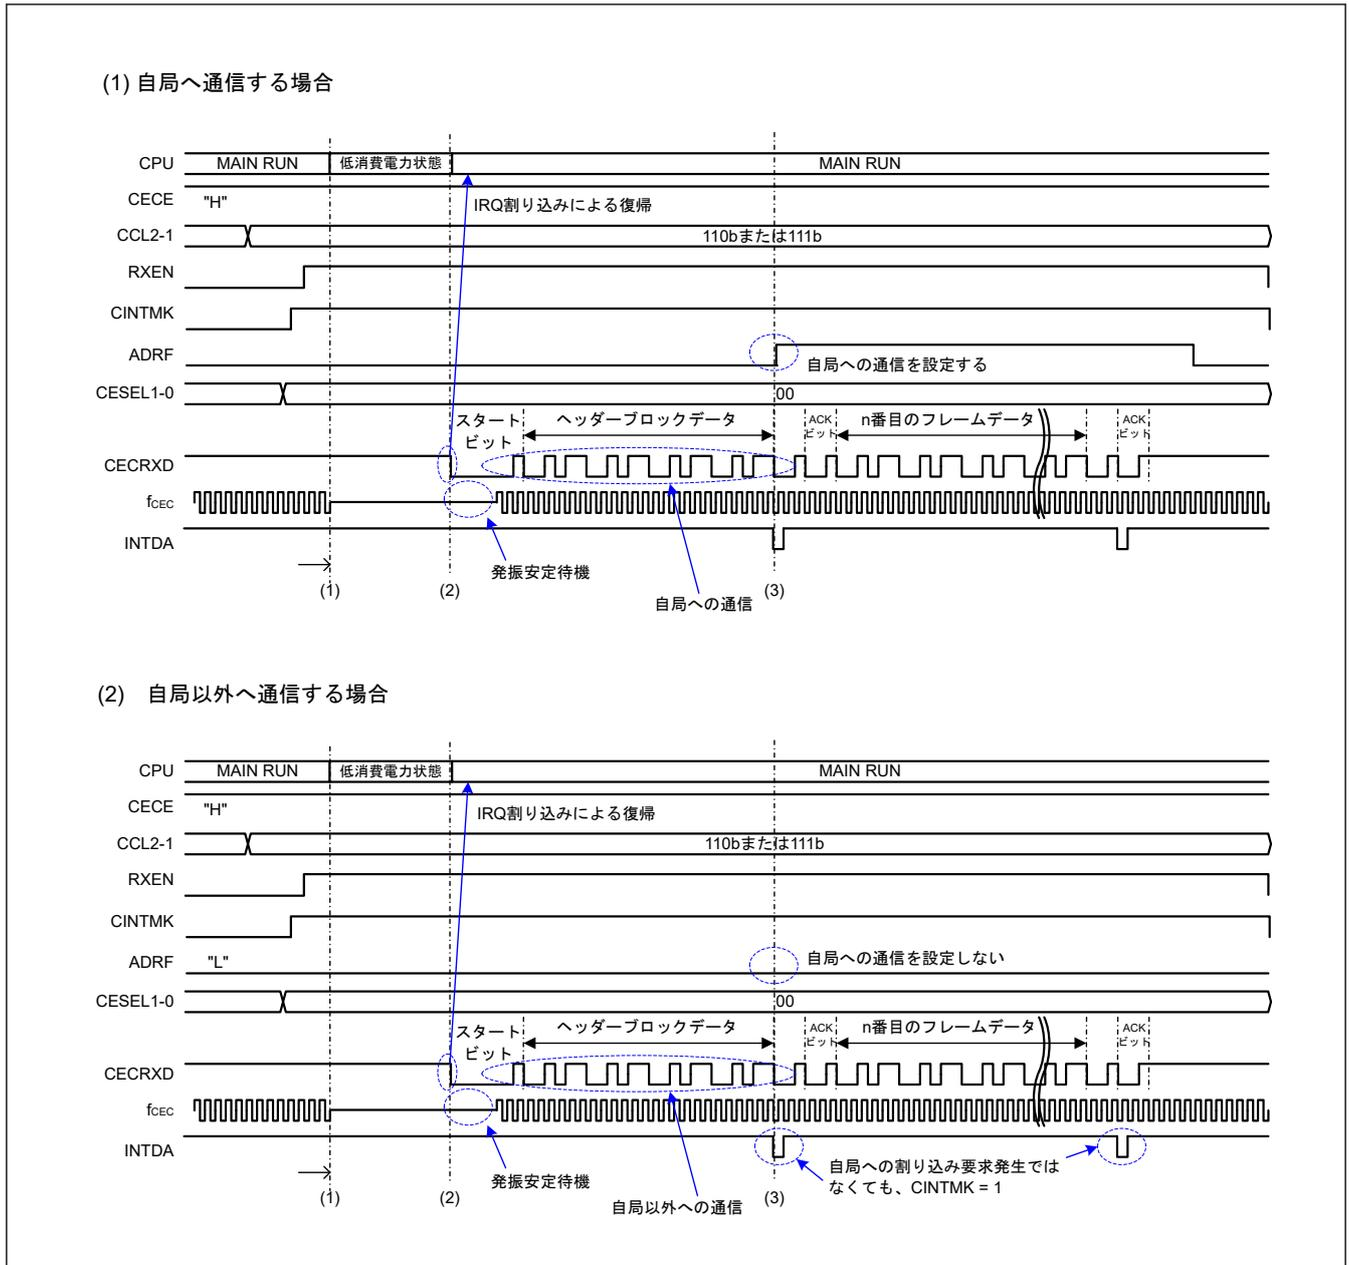 (1) 自局へ通信する場合
CPU MAIN RUN 低消費電力状態 MAIN RUN
CECE "H" IRQ割り込みによる復帰
CCL2-1 110bまたは111b
RXEN
CINTMK
ADRF 自局への通信を設定する
CESEL1-0 00
スタート
ビット
ヘッダーブロックデータ
ACK
ビット
n番目のフレームデータ
ACK
ビット
CECRXD
fCEC
INTDA
発振安定待機
(1) (2) 自局への通信 (3)
(2) 自局以外へ通信する場合
CPU MAIN RUN 低消費電力状態 MAIN RUN
CECE "H" IRQ割り込みによる復帰
CCL2-1 110bまたは111b
RXEN
CINTMK
ADRF "L" 自局への通信を設定しない
CESEL1-0 00
スタート
ビット
ヘッダーブロックデータ
ACK
ビット
n番目のフレームデータ
ACK
ビット
CECRXD
fCEC
INTDA
自局への割り込み要求発生では
なくても、CINTMK = 1
発振安定待機
(1) (2) 自局以外への通信 (3)